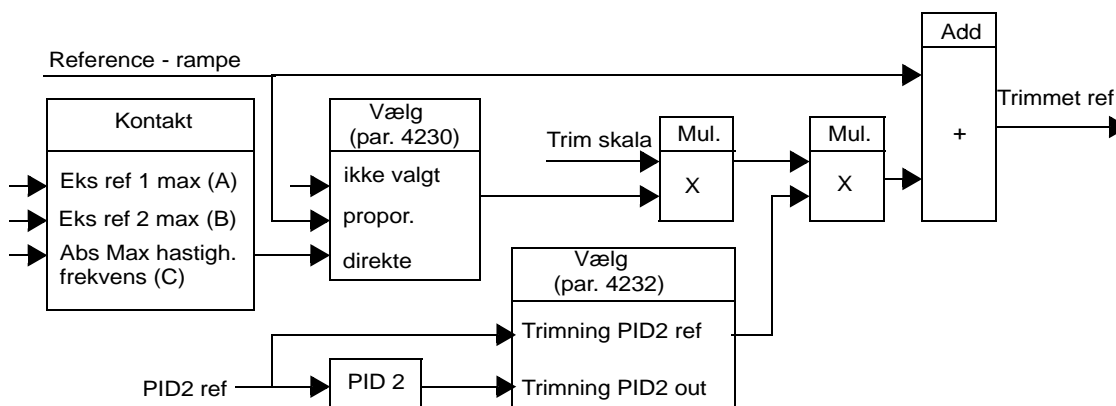 Add
Reference - rampe
Trimmet ref
+
Kontakt
Eks ref 1 max (A)
Eks ref 2 max (B)
Abs Max hastigh.
frekvens (C)
Vælg
(par. 4230)
ikke valgt
propor.
direkte
Trim skala
Mul.
X
Mul.
X
Vælg
(par. 4232)
Trimning PID2 ref
Trimning PID2 out
PID2 ref
PID 2